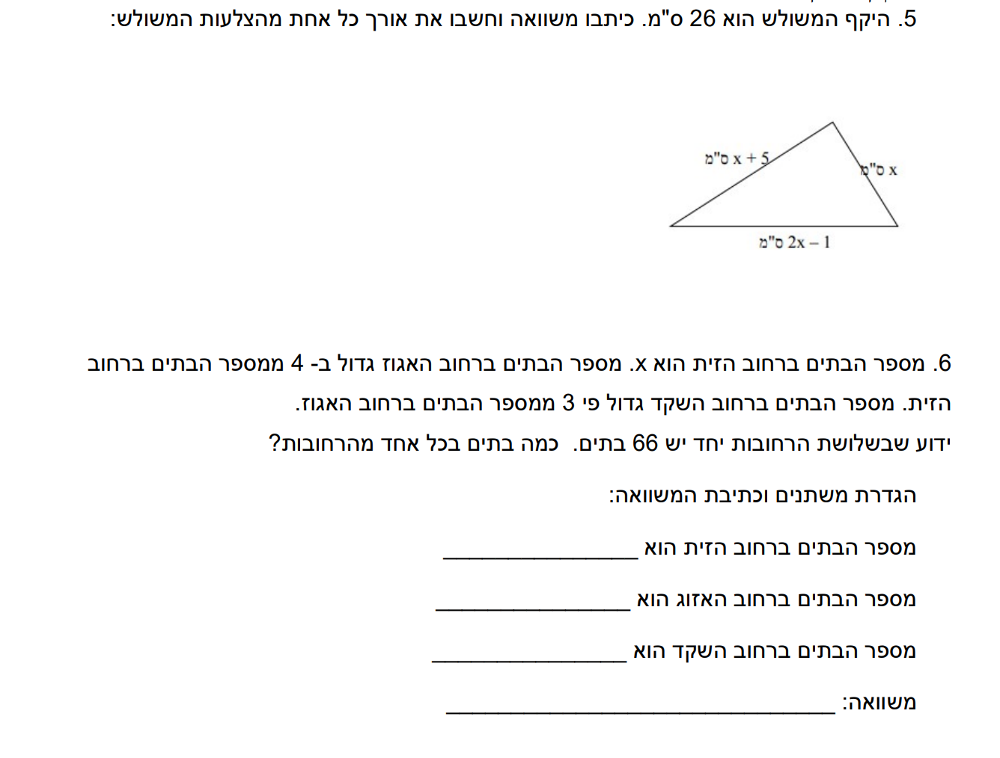 5. היקף המשולש הוא 26 ס"מ. כיתבו משוואה וחשבו את אורך כל אחת מהצלעות המשולש:
x + 5 ס"מ
x ס"מ
2x – 1 ס"מ
6. מספר הבתים ברחוב הזית הוא x. מספר הבתים ברחוב האגוז גדול ב- 4 ממספר הבתים ברחוב
הזית. מספר הבתים ברחוב השקד גדול פי 3 ממספר הבתים ברחוב האגוז.
ידוע שבשלושת הרחובות יחד יש 66 בתים. כמה בתים בכל אחד מהרחובות?
הגדרת משתנים וכתיבת המשוואה:
מספר הבתים ברחוב הזית הוא _______________
מספר הבתים ברחוב האזוג הוא _______________
מספר הבתים ברחוב השקד הוא _______________
משוואה: ______________________________